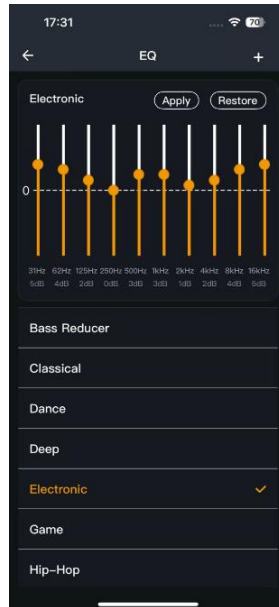 17:31
70
EQ
+
Electronic
Apply
Restore
0
31Hz 62Hz 125Hz 250Hz 500Hz 1kHz 2kHz 4kHz 8kHz 16kHz
5dB 4dB 2dB 0dB 3dB 3dB 1dB 2dB 4dB 5dB
Bass Reducer
Classical
Dance
Deep
Electronic
Game
Hip-Hop